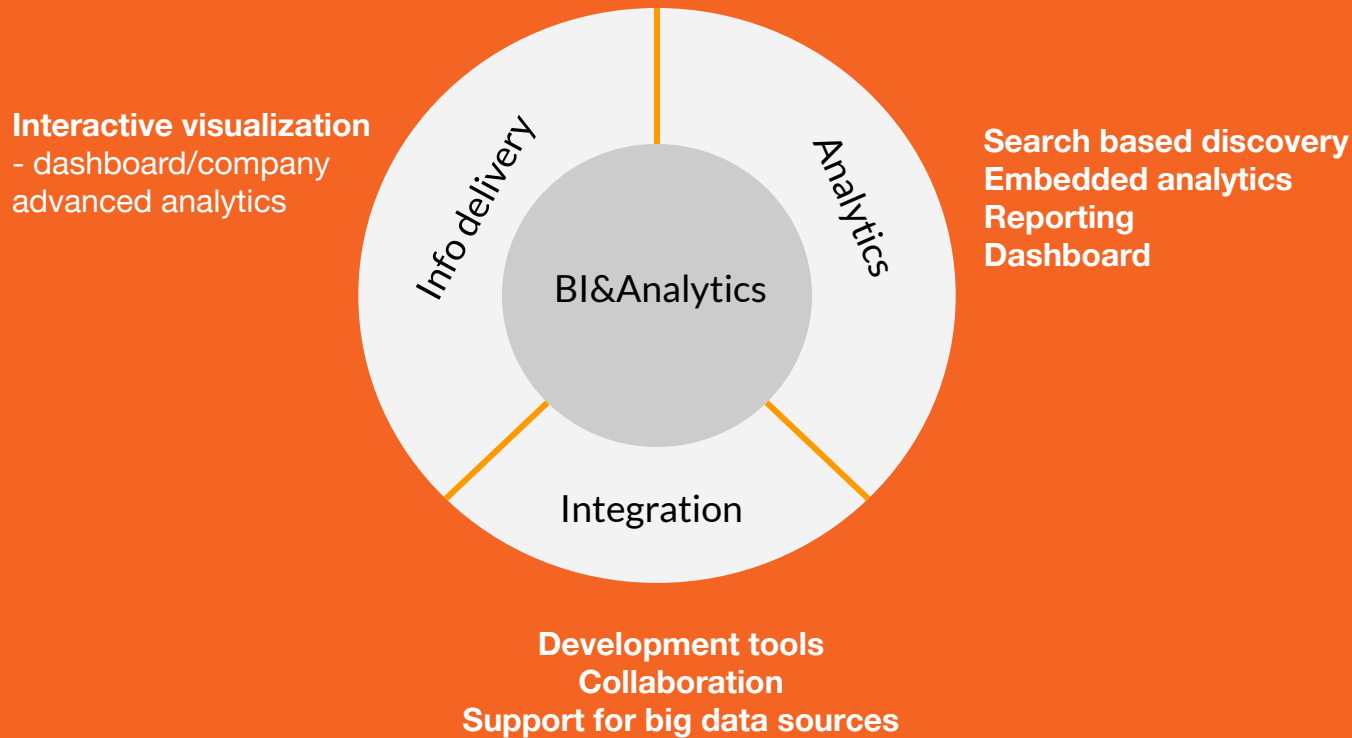 Interactive visualization
- dashboard/company
advanced analytics
Info delivery
Analytics
BI&Analytics
Integration
Search based discovery
Embedded analytics
Reporting
Dashboard
Development tools
Collaboration
Support for big data sources